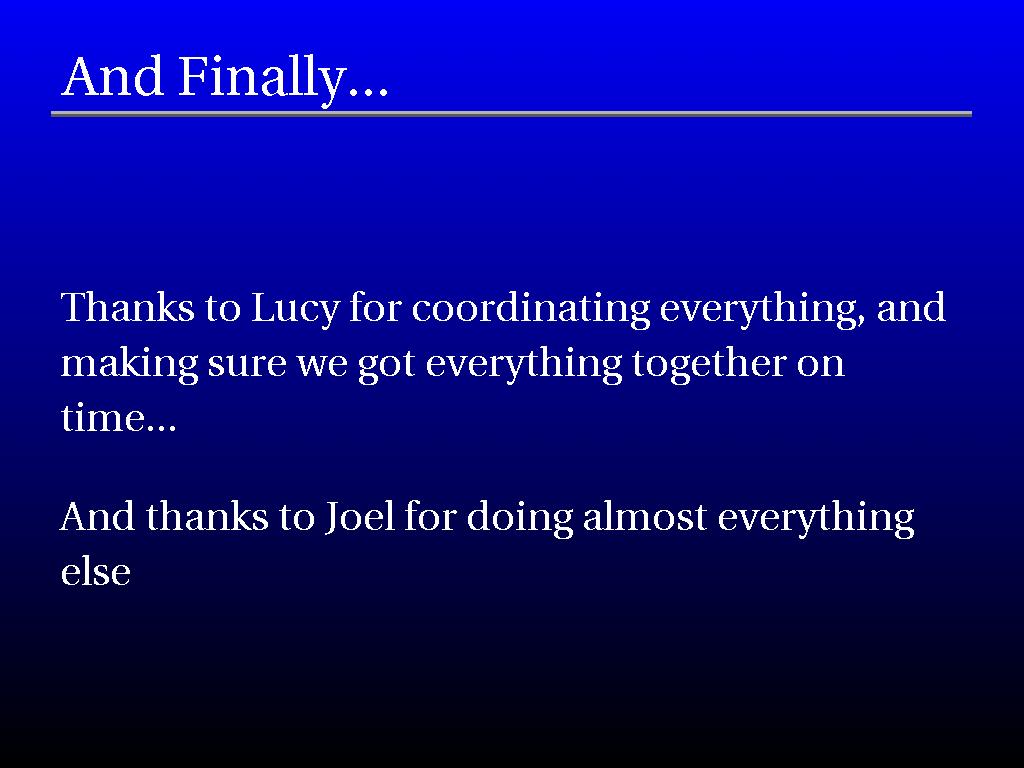 And Finally...
Thanks to Lucy for coordinating everything, and
making sure we got everything together on
time...
And thanks to Joel for doing almost everything
else